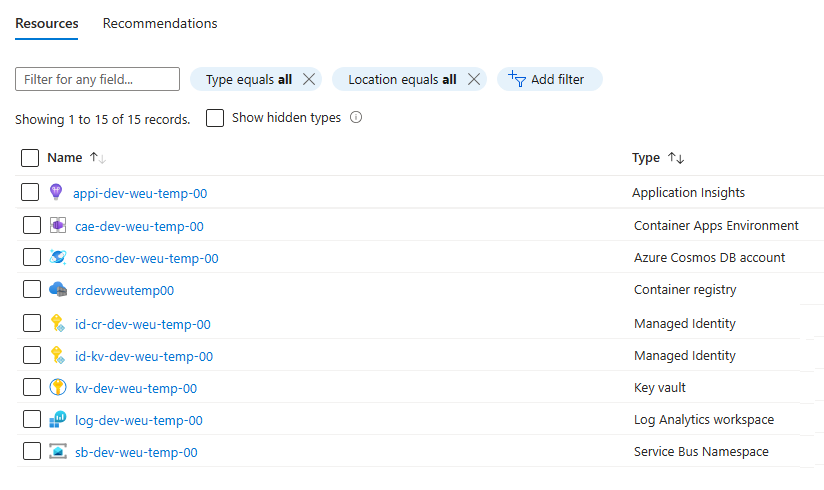 Resources Recommendations
Filter for any field... Type equals all Location equals all Add filter
Showing 1 to 15 of 15 records. Show hidden types
Name Type
appi-dev-weu-temp-00 Application Insights
cae-dev-weu-temp-00 Container Apps Environment
cosno-dev-weu-temp-00 Azure Cosmos DB account
crdevweutemp00 Container registry
id-cr-dev-weu-temp-00 Managed Identity
id-kv-dev-weu-temp-00 Managed Identity
kv-dev-weu-temp-00 Key vault
log-dev-weu-temp-00 Log Analytics workspace
sb-dev-weu-temp-00 Service Bus Namespace